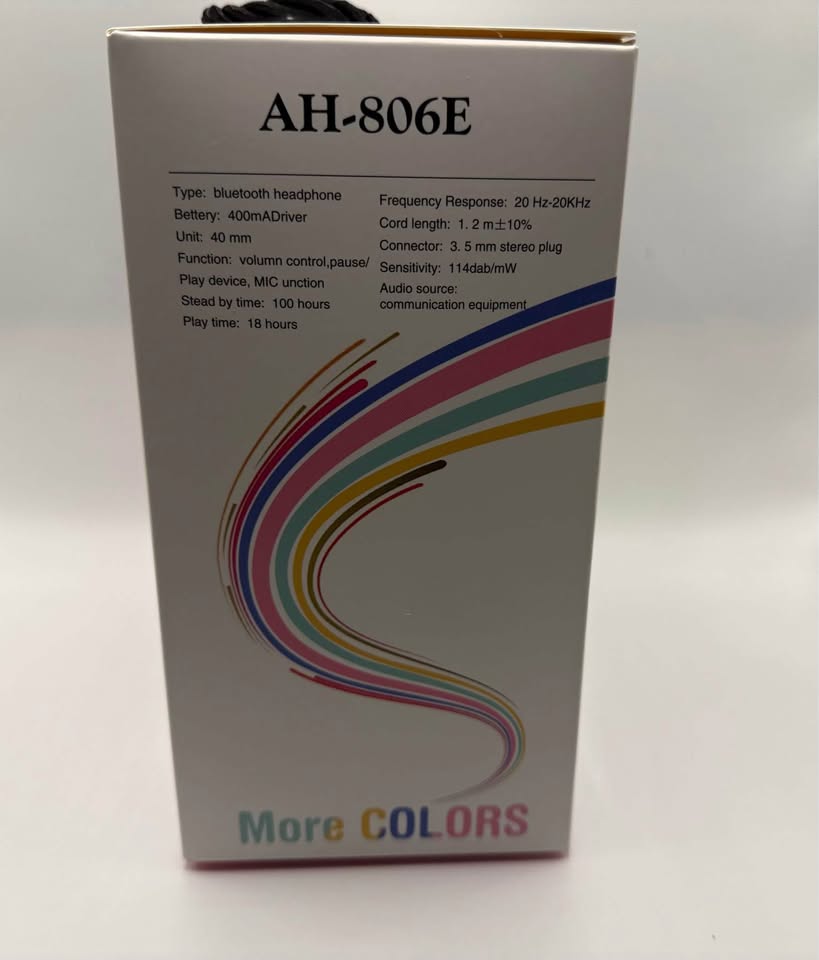 AH-806E
Type: bluetooth headphone
Bettery: 400mADriver
Unit: 40 mm
Function: volumn control,pause/
Play device, MIC unction
Stead by time: 100 hours
Play time: 18 hours
Frequency Response: 20 Hz-20KHz
Cord length: 1. 2 m±10%
Connector: 3. 5 mm stereo plug
Sensitivity: 114dab/mW
Audio source:
communication equipment
More COLORS